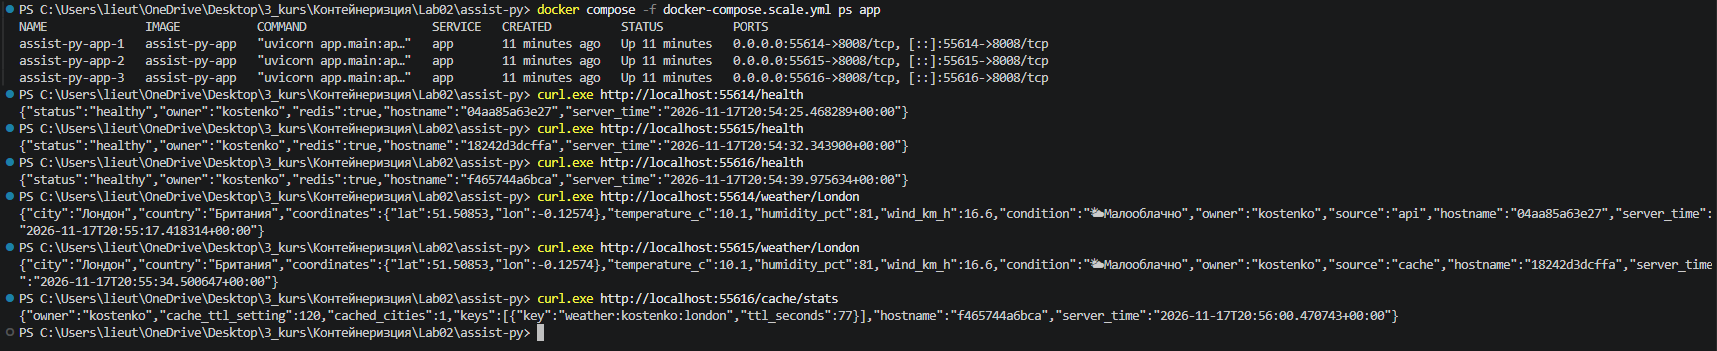 PS C:\Users\lieut\OneDrive\Desktop\3_kurs\Контейнеризция\Lab02\assist-py> docker compose -f docker-compose.scale.yml ps app
NAME IMAGE COMMAND SERVICE CREATED STATUS PORTS
assist-py-app-1 assist-py-app "uvicorn app.main:ap…" app 11 minutes ago Up 11 minutes 0.0.0.0:55614->8008/tcp, [::]:55614->8008/tcp
assist-py-app-2 assist-py-app "uvicorn app.main:ap…" app 11 minutes ago Up 11 minutes 0.0.0.0:55615->8008/tcp, [::]:55615->8008/tcp
assist-py-app-3 assist-py-app "uvicorn app.main:ap…" app 11 minutes ago Up 11 minutes 0.0.0.0:55616->8008/tcp, [::]:55616->8008/tcp
PS C:\Users\lieut\OneDrive\Desktop\3_kurs\Контейнеризция\Lab02\assist-py> curl.exe http://localhost:55614/health
{"status":"healthy","owner":"kostenko","redis":true,"hostname":"04aa85a63e27","server_time":"2026-11-17T20:54:25.468289+00:00"}
PS C:\Users\lieut\OneDrive\Desktop\3_kurs\Контейнеризция\Lab02\assist-py> curl.exe http://localhost:55615/health
{"status":"healthy","owner":"kostenko","redis":true,"hostname":"18242d3dcffa","server_time":"2026-11-17T20:54:32.343900+00:00"}
PS C:\Users\lieut\OneDrive\Desktop\3_kurs\Контейнеризция\Lab02\assist-py> curl.exe http://localhost:55616/health
{"status":"healthy","owner":"kostenko","redis":true,"hostname":"f465744a6bca","server_time":"2026-11-17T20:54:39.975634+00:00"}
PS C:\Users\lieut\OneDrive\Desktop\3_kurs\Контейнеризция\Lab02\assist-py> curl.exe http://localhost:55614/weather/London
{"city":"Лондон","country":"Британия","coordinates":{"lat":51.50853,"lon":-0.12574},"temperature_c":10.1,"humidity_pct":81,"wind_km_h":16.6,"condition":"🌥Малооблачно","owner":"kostenko","source":"api","hostname":"04aa85a63e27","server_time":
"2026-11-17T20:55:17.418314+00:00"}
PS C:\Users\lieut\OneDrive\Desktop\3_kurs\Контейнеризция\Lab02\assist-py> curl.exe http://localhost:55615/weather/London
{"city":"Лондон","country":"Британия","coordinates":{"lat":51.50853,"lon":-0.12574},"temperature_c":10.1,"humidity_pct":81,"wind_km_h":16.6,"condition":"🌥Малооблачно","owner":"kostenko","source":"cache","hostname":"18242d3dcffa","server_time
":"2026-11-17T20:55:34.500647+00:00"}
PS C:\Users\lieut\OneDrive\Desktop\3_kurs\Контейнеризция\Lab02\assist-py> curl.exe http://localhost:55616/cache/stats
{"owner":"kostenko","cache_ttl_setting":120,"cached_cities":1,"keys":[{"key":"weather:kostenko:london","ttl_seconds":77}],"hostname":"f465744a6bca","server_time":"2026-11-17T20:56:00.470743+00:00"}
PS C:\Users\lieut\OneDrive\Desktop\3_kurs\Контейнеризция\Lab02\assist-py>